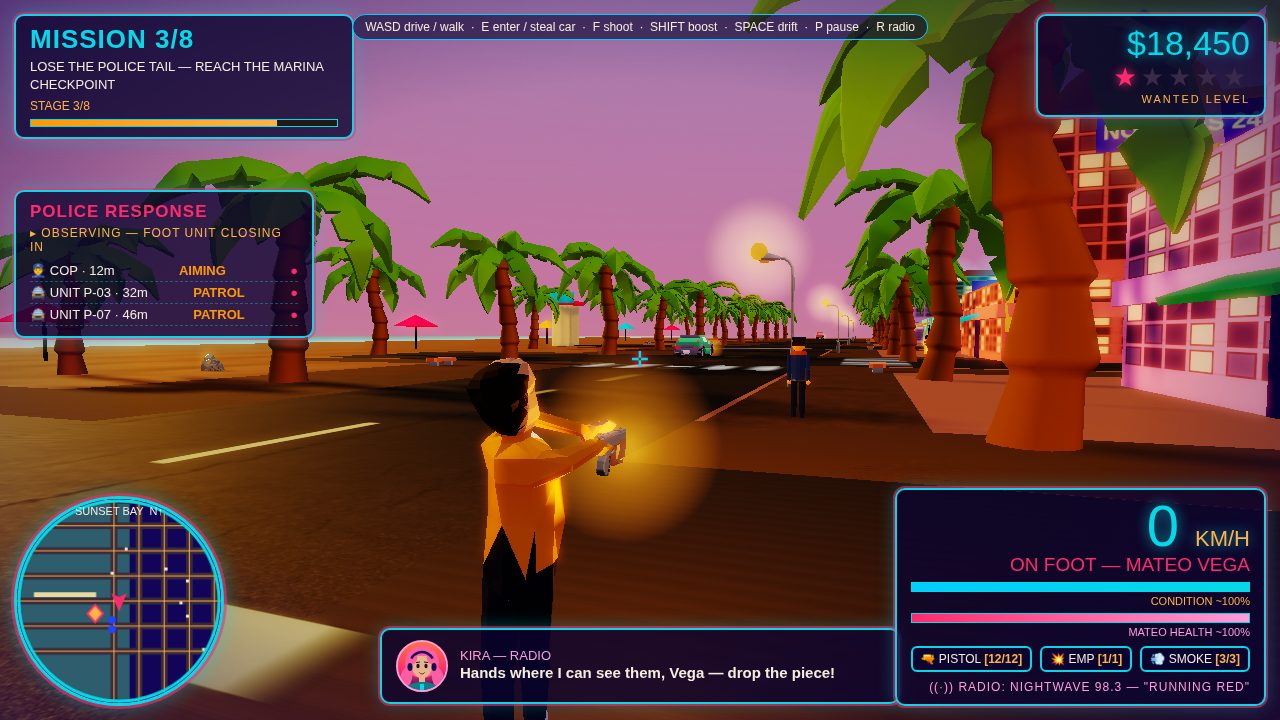 MISSION 3/8
LOSE THE POLICE TAIL — REACH THE MARINA
CHECKPOINT
STAGE 3/8
WASD drive / walk · E enter / steal car · F shoot · SHIFT boost · SPACE drift · P pause · R radio
$18,450
WANTED LEVEL
POLICE RESPONSE
▸ OBSERVING — FOOT UNIT CLOSING
IN
COP · 12m AIMING
UNIT P-03 · 32m PATROL
UNIT P-07 · 46m PATROL
SUNSET BAY
0 KM/H
ON FOOT — MATEO VEGA
CONDITION ~100%
MATEO HEALTH ~100%
PISTOL [12/12] EMP [1/1] SMOKE [3/3]
((·)) RADIO: NIGHTWAVE 98.3 — "RUNNING RED"
KIRA — RADIO
Hands where I can see them, Vega — drop the piece!